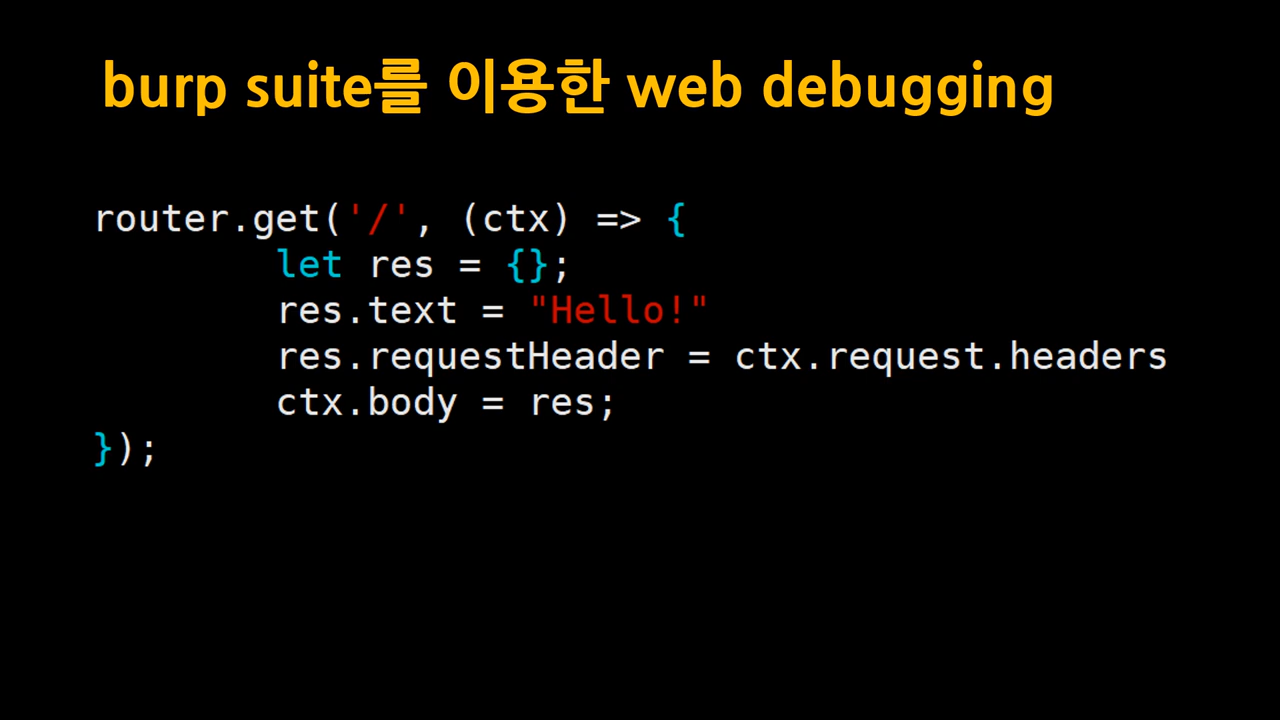 burp suite를 이용한 web debugging
router.get('/', (ctx) => {
        let res = {};
        res.text = "Hello!"
        res.requestHeader = ctx.request.headers
        ctx.body = res;
});